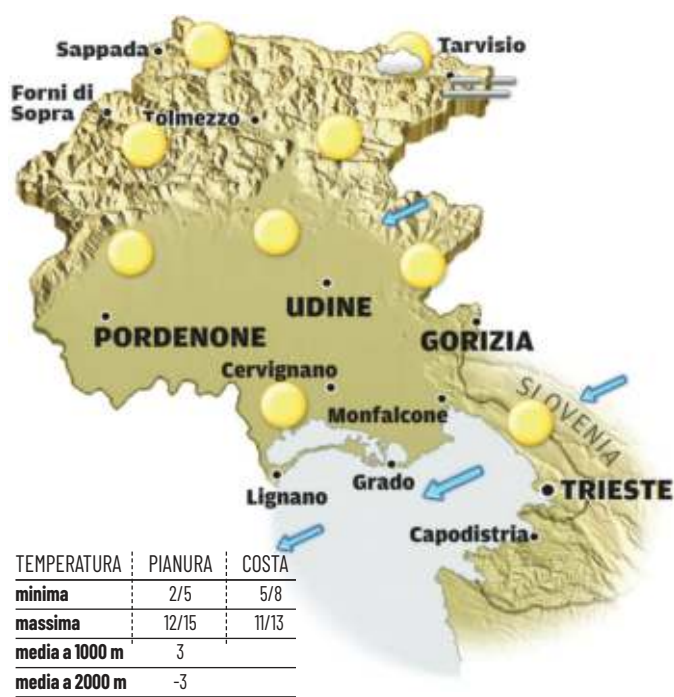 Sappada
Tarvisio
Forni di
Sopra
Tolmezzo
UDINE
PORDENONE
GORIZIA
Cervignano
SLOVENIA
Monfalcone
Grado
Lignano
TRIESTE
Capodistria
TEMPERATURA PIANURA COSTA
minima 2/5 5/8
massima 12/15 11/13
media a 1000 m 3
media a 2000 m -3